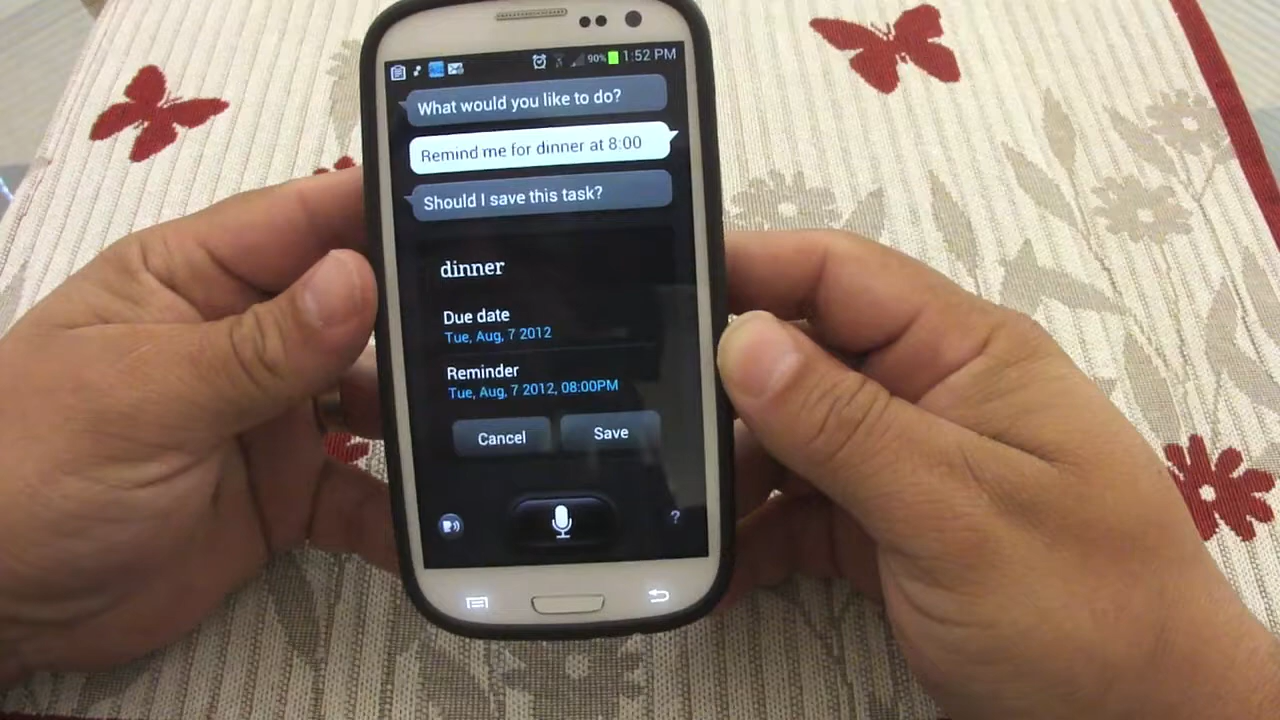 90% 1:52 PM
What would you like to do?
Remind me for dinner at 8:00
Should I save this task?
dinner
Due date
Tue, Aug, 7 2012
Reminder
Tue, Aug, 7 2012, 08:00PM
Cancel Save
?